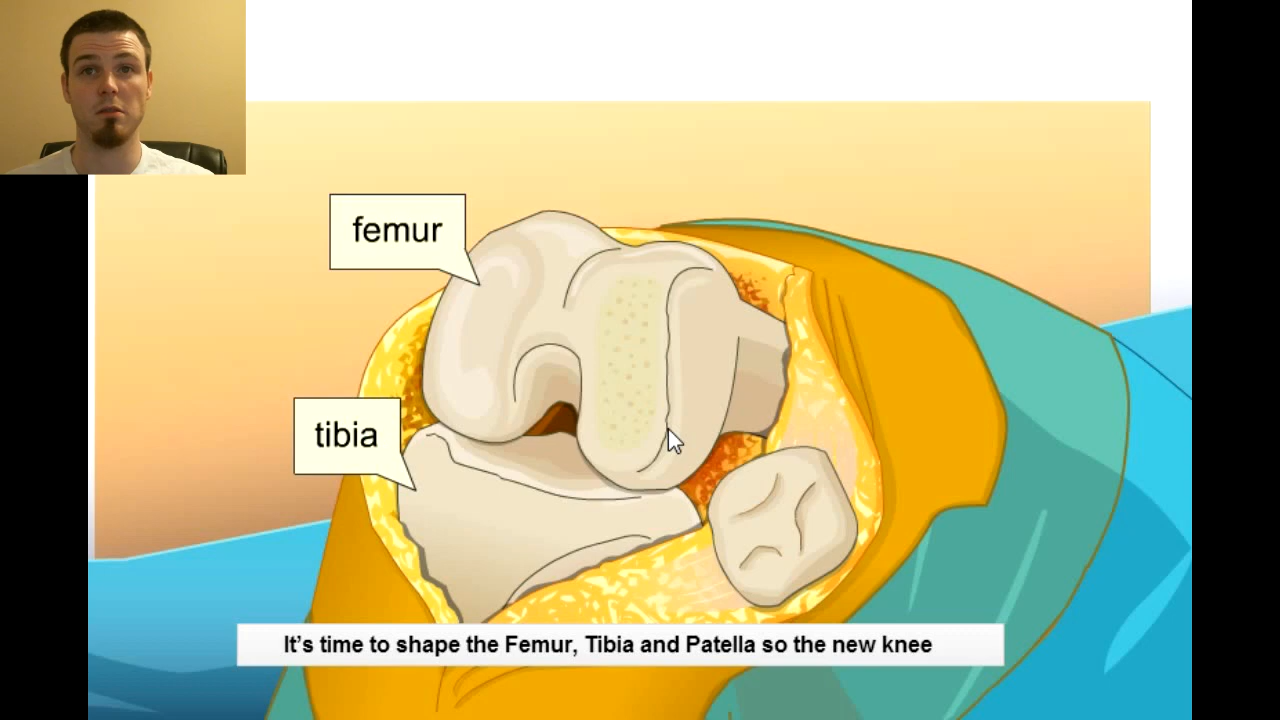 femur
tibia
It's time to shape the Femur, Tibia and Patella so the new knee